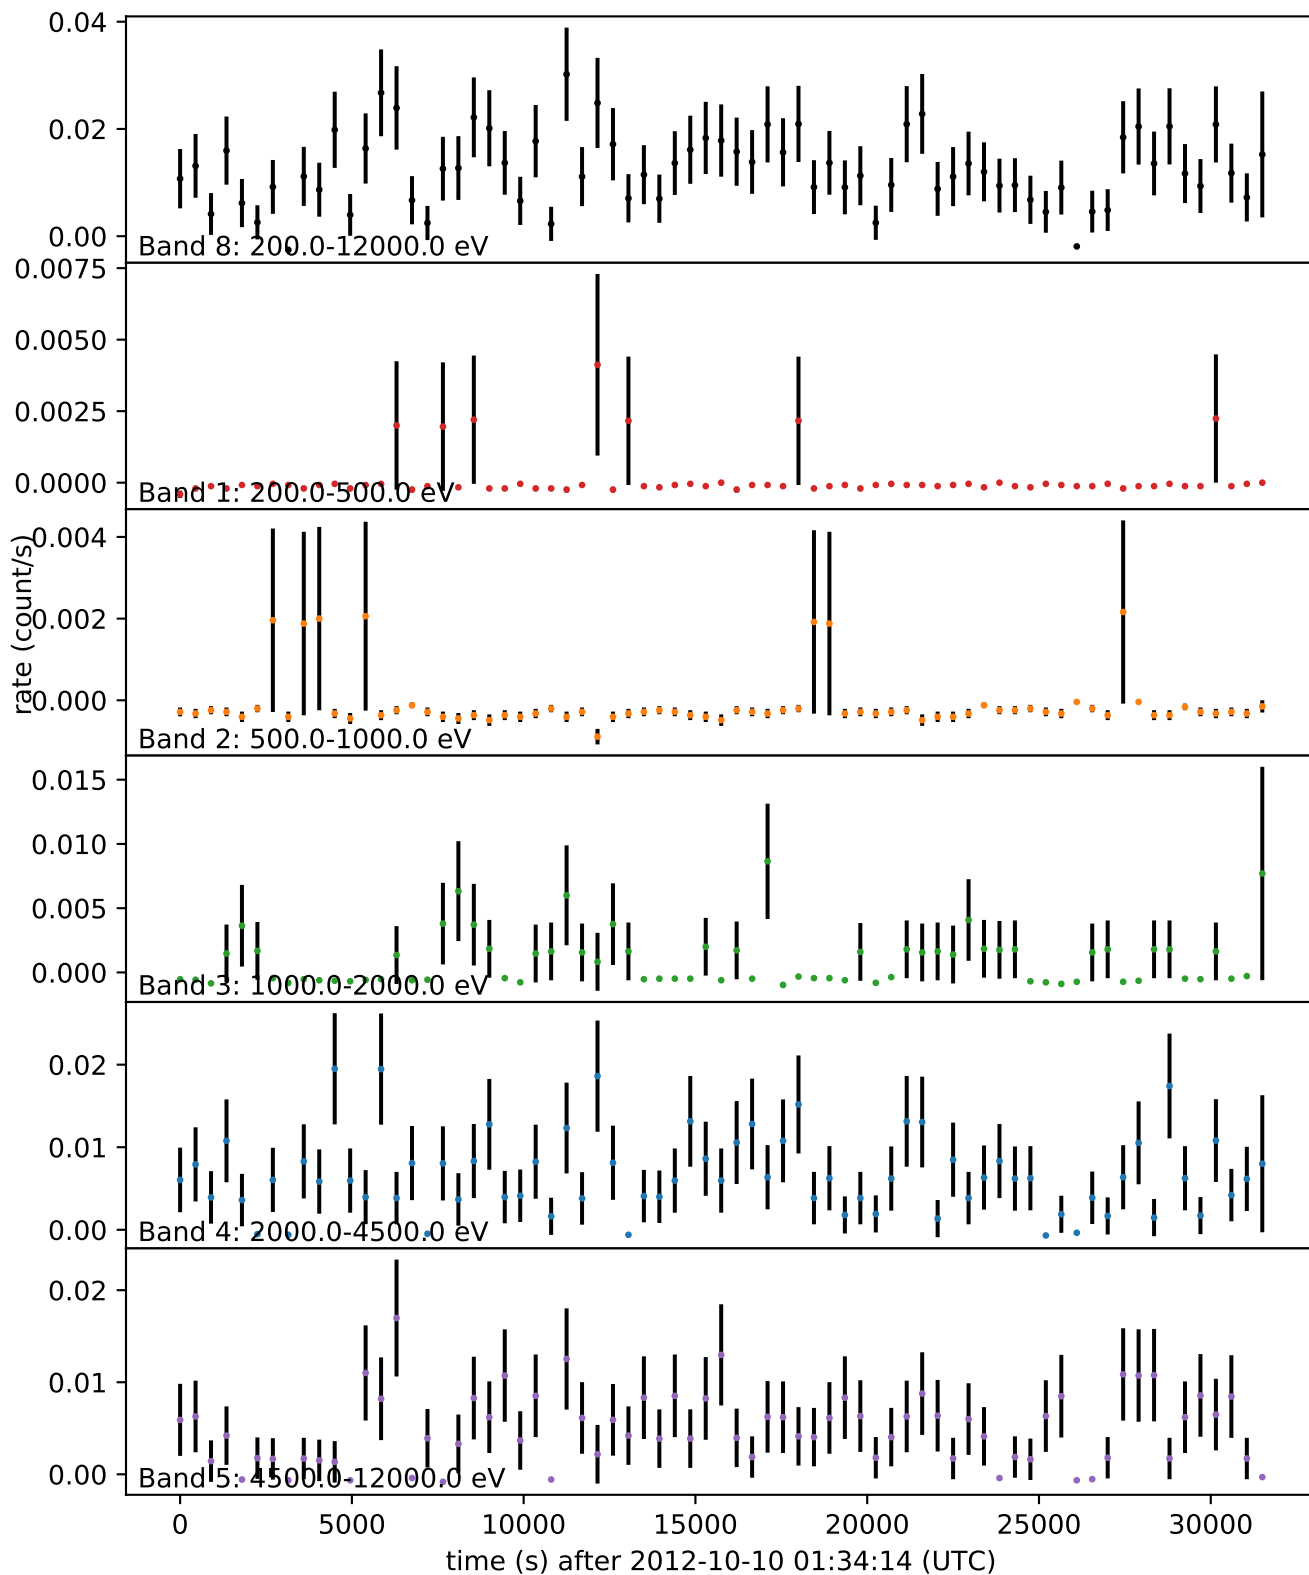 0.04
0.02
0.00
Band 8: 200.0-12000.0 eV
0.0075
0.0050
0.0025
0.0000
Band 1: 200.0-500.0 eV
rate (count/s)
0.004
0.002
0.000
Band 2: 500.0-1000.0 eV
0.015
0.010
0.005
0.000
Band 3: 1000.0-2000.0 eV
0.02
0.01
0.00
Band 4: 2000.0-4500.0 eV
0.02
0.01
0.00
Band 5: 4500.0-12000.0 eV
0 5000 10000 15000 20000 25000 30000
time (s) after 2012-10-10 01:34:14 (UTC)